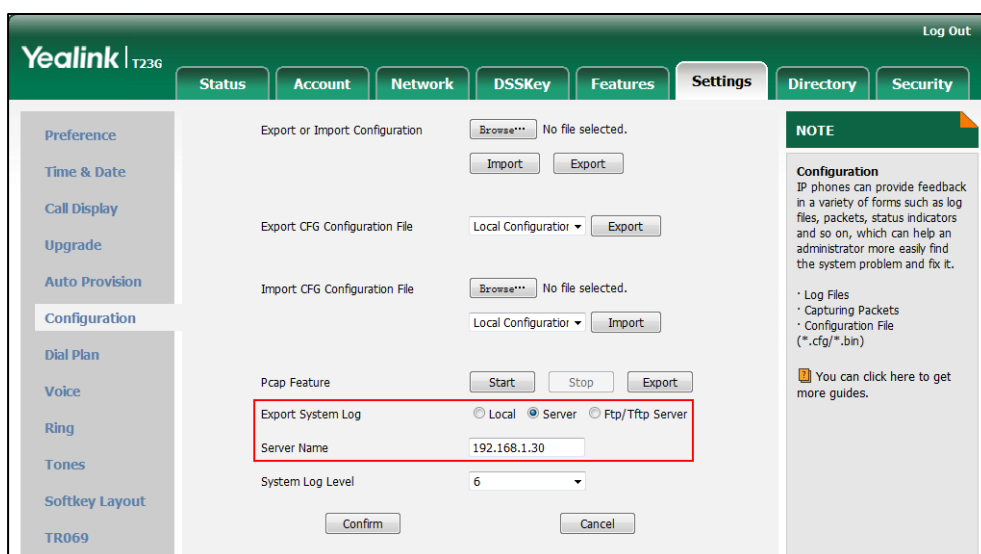 Log Out
Yealink | T23G
Status Account Network DSSKey Features Settings Directory Security
Preference
Time & Date
Call Display
Upgrade
Auto Provision
Configuration
Dial Plan
Voice
Ring
Tones
Softkey Layout
TR069
Export or Import Configuration Browse··· No file selected.
Import Export
Export CFG Configuration File Local Configuration Export
Import CFG Configuration File Browse··· No file selected.
Local Configuration Import
Pcap Feature Start Stop Export
Export System Log Local Server Ftp/Tftp Server
Server Name 192.168.1.30
System Log Level 6
Confirm Cancel
NOTE
Configuration
IP phones can provide feedback
in a variety of forms such as log
files, packets, status indicators
and so on, which can help an
administrator more easily find
the system problem and fix it.
· Log Files
· Capturing Packets
· Configuration File
(*.cfg/*.bin)
You can click here to get
more guides.